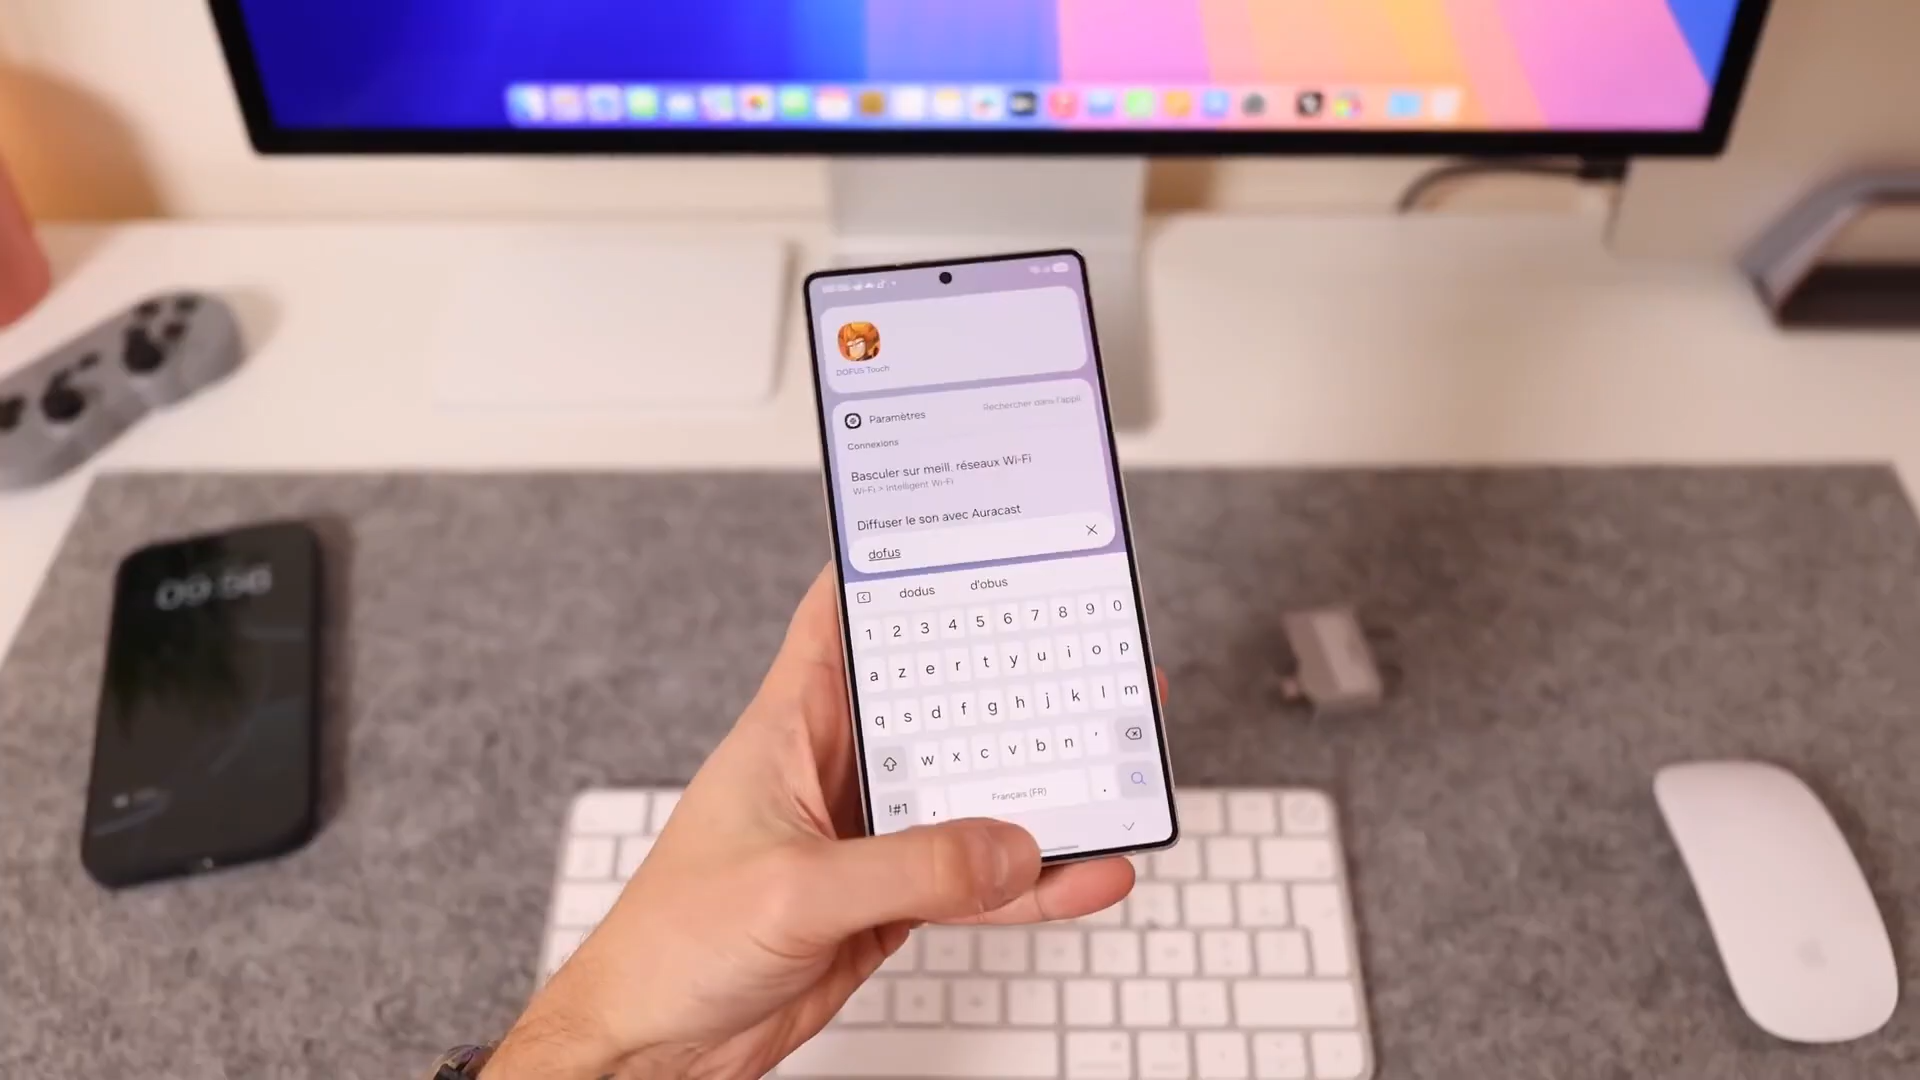 DOFUS Touch
Paramètres
Rechercher dans l'appli
Connexions
Basculer sur meill. réseaux Wi-Fi
Wi-Fi > Intelligent Wi-Fi
Diffuser le son avec Auracast
dofus
dodus d'obus
1 2 3 4 5 6 7 8 9 0
a z e r t y u i o p
q s d f g h j k l m
w x c v b n '
!#1 , Français (FR) .
09:56